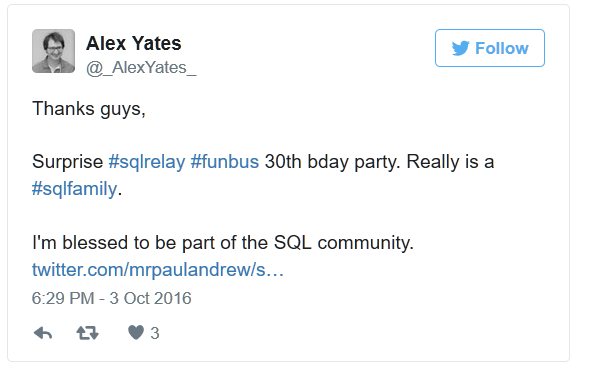 Alex Yates
@_AlexYates_
Follow
Thanks guys,
Surprise #sqlrelay #funbus 30th bday party. Really is a
#sqlfamily.
I'm blessed to be part of the SQL community.
twitter.com/mrpaulandrew/s…
6:29 PM - 3 Oct 2016
3